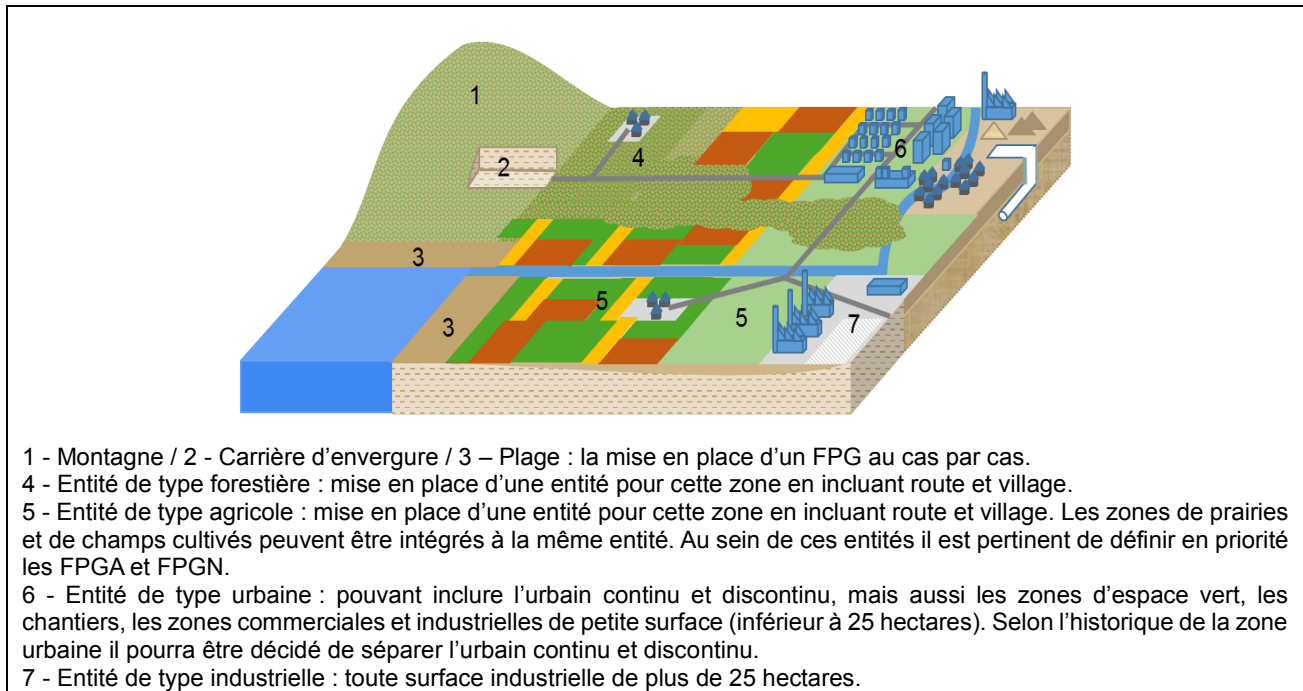 1
2
4
6
3
5
3
5
7
1 - Montagne / 2 - Carrière d’envergure / 3 – Plage : la mise en place d’un FPG au cas par cas.
4 - Entité de type forestière : mise en place d’une entité pour cette zone en incluant route et village.
5 - Entité de type agricole : mise en place d’une entité pour cette zone en incluant route et village. Les zones de prairies
et de champs cultivés peuvent être intégrés à la même entité. Au sein de ces entités il est pertinent de définir en priorité
les FPGA et FPGN.
6 - Entité de type urbaine : pouvant inclure l’urbain continu et discontinu, mais aussi les zones d’espace vert, les
chantiers, les zones commerciales et industrielles de petite surface (inférieur à 25 hectares). Selon l’historique de la zone
urbaine il pourra être décidé de séparer l’urbain continu et discontinu.
7 - Entité de type industrielle : toute surface industrielle de plus de 25 hectares.